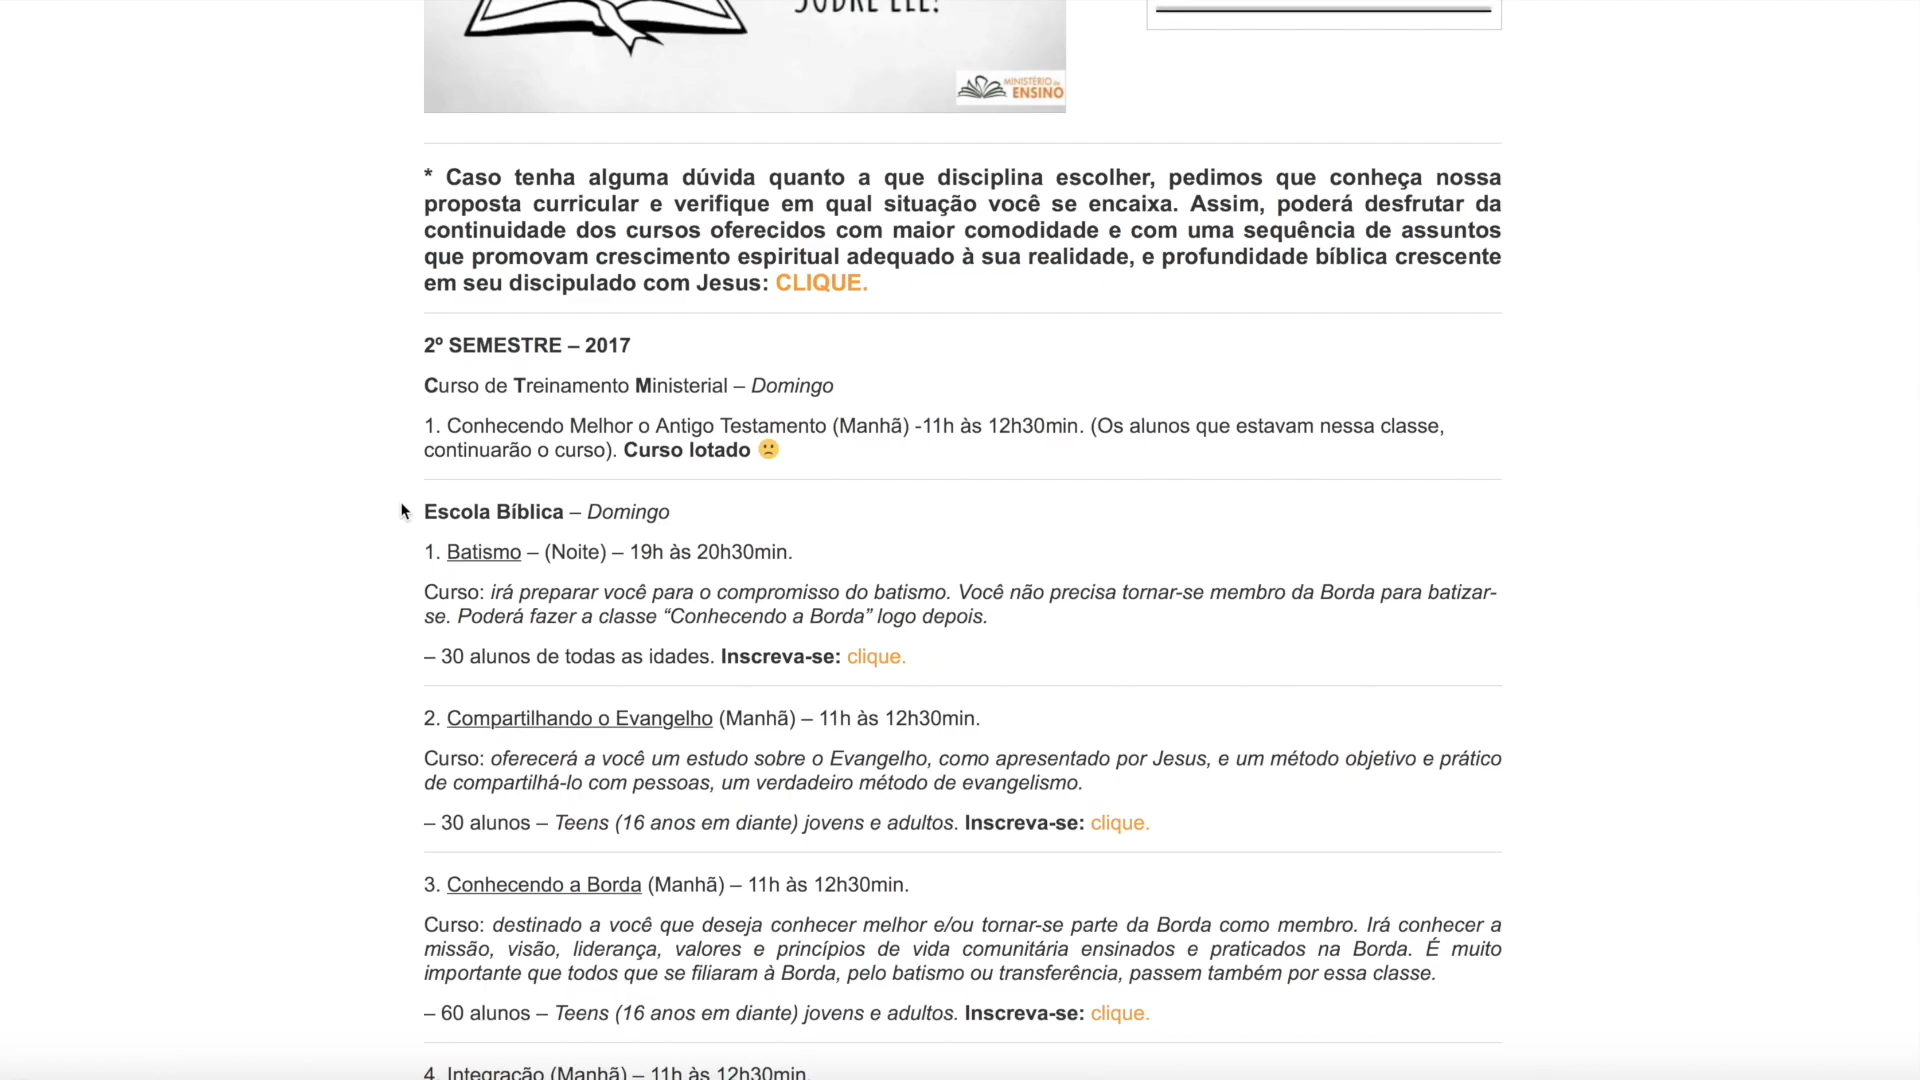 SOBRE ELE!
MINISTÉRIO de
ENSINO
* Caso tenha alguma dúvida quanto a que disciplina escolher, pedimos que conheça nossa
proposta curricular e verifique em qual situação você se encaixa. Assim, poderá desfrutar da
continuidade dos cursos oferecidos com maior comodidade e com uma sequência de assuntos
que promovam crescimento espiritual adequado à sua realidade, e profundidade bíblica crescente
em seu discipulado com Jesus: CLIQUE.
2º SEMESTRE – 2017
Curso de Treinamento Ministerial – Domingo
1. Conhecendo Melhor o Antigo Testamento (Manhã) -11h às 12h30min. (Os alunos que estavam nessa classe,
continuarão o curso). Curso lotado 🙁
Escola Bíblica – Domingo
1. Batismo – (Noite) – 19h às 20h30min.
Curso: irá preparar você para o compromisso do batismo. Você não precisa tornar-se membro da Borda para batizar-
se. Poderá fazer a classe “Conhecendo a Borda” logo depois.
– 30 alunos de todas as idades. Inscreva-se: clique.
2. Compartilhando o Evangelho (Manhã) – 11h às 12h30min.
Curso: oferecerá a você um estudo sobre o Evangelho, como apresentado por Jesus, e um método objetivo e prático
de compartilhá-lo com pessoas, um verdadeiro método de evangelismo.
– 30 alunos – Teens (16 anos em diante) jovens e adultos. Inscreva-se: clique.
3. Conhecendo a Borda (Manhã) – 11h às 12h30min.
Curso: destinado a você que deseja conhecer melhor e/ou tornar-se parte da Borda como membro. Irá conhecer a
missão, visão, liderança, valores e princípios de vida comunitária ensinados e praticados na Borda. É muito
importante que todos que se filiaram à Borda, pelo batismo ou transferência, passem também por essa classe.
– 60 alunos – Teens (16 anos em diante) jovens e adultos. Inscreva-se: clique.
4. Integração (Manhã) – 11h às 12h30min.